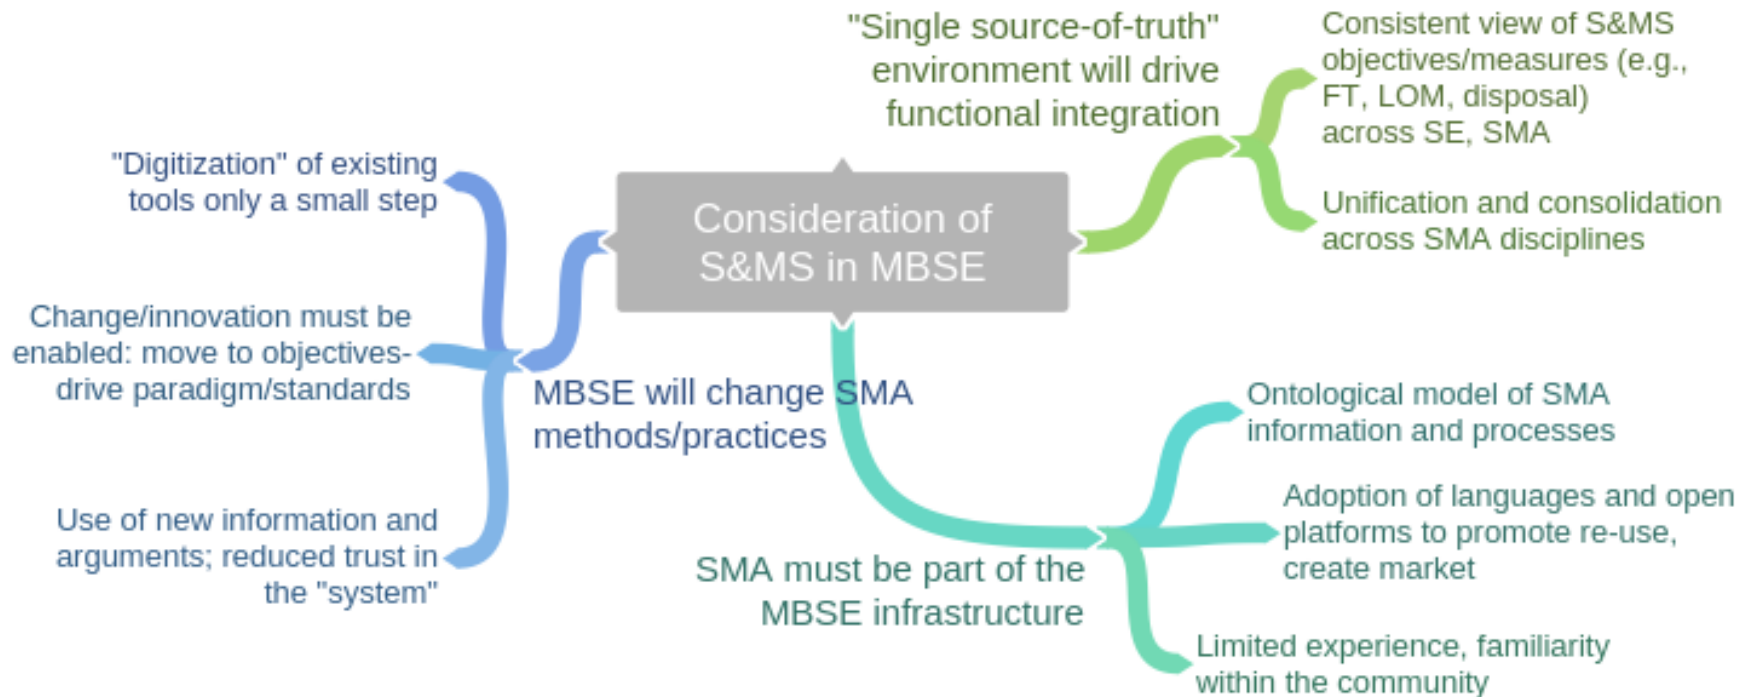 Consideration of
S&MS in MBSE
"Single source-of-truth"
environment will drive
functional integration
Consistent view of S&MS
objectives/measures (e.g.,
FT, LOM, disposal)
across SE, SMA
Unification and consolidation
across SMA disciplines
MBSE will change SMA
methods/practices
"Digitization" of existing
tools only a small step
Change/innovation must be
enabled: move to objectives-
drive paradigm/standards
Use of new information and
arguments; reduced trust in
the "system"
SMA must be part of the
MBSE infrastructure
Ontological model of SMA
information and processes
Adoption of languages and open
platforms to promote re-use,
create market
Limited experience, familiarity
within the community